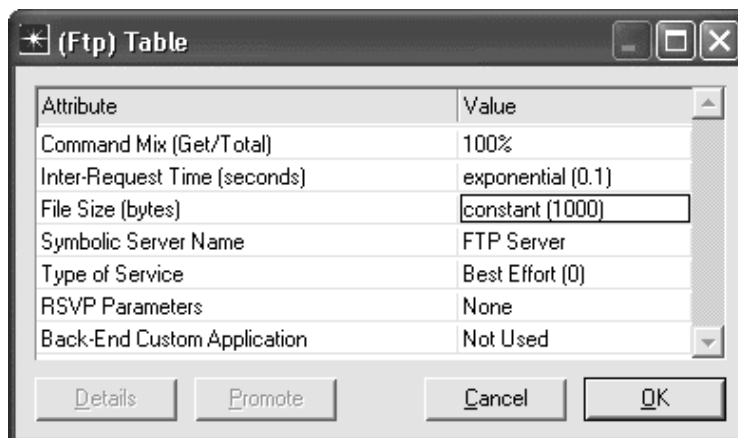 (Ftp) Table
Attribute Value
Command Mix (Get/Total) 100%
Inter-Request Time (seconds) exponential (0.1)
File Size (bytes) constant (1000)
Symbolic Server Name FTP Server
Type of Service Best Effort (0)
RSVP Parameters None
Back-End Custom Application Not Used
Details Promote Cancel OK